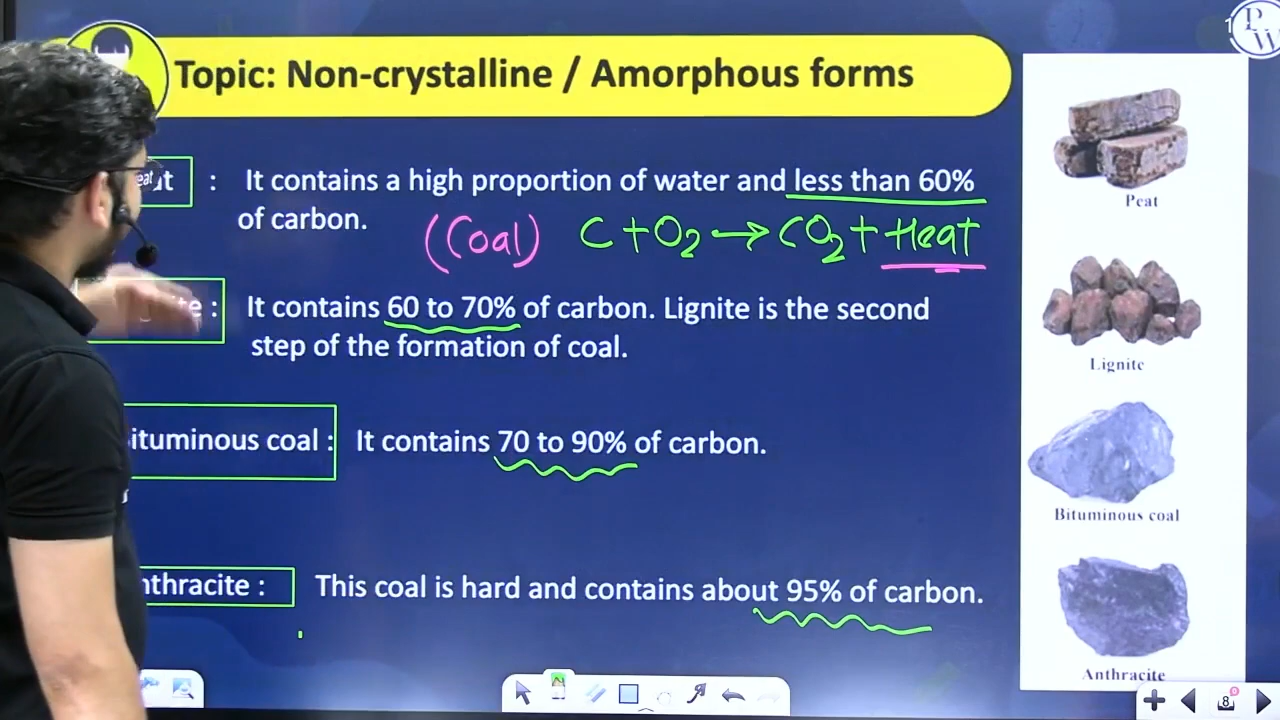 Topic: Non-crystalline / Amorphous forms
: It contains a high proportion of water and less than 60%
of carbon.
(Coal) C + O2 → CO2 + Heat
: It contains 60 to 70% of carbon. Lignite is the second
step of the formation of coal.
ituminous coal : It contains 70 to 90% of carbon.
nthracite : This coal is hard and contains about 95% of carbon.
Peat
Lignite
Bituminous coal
Anthracite
PW
8